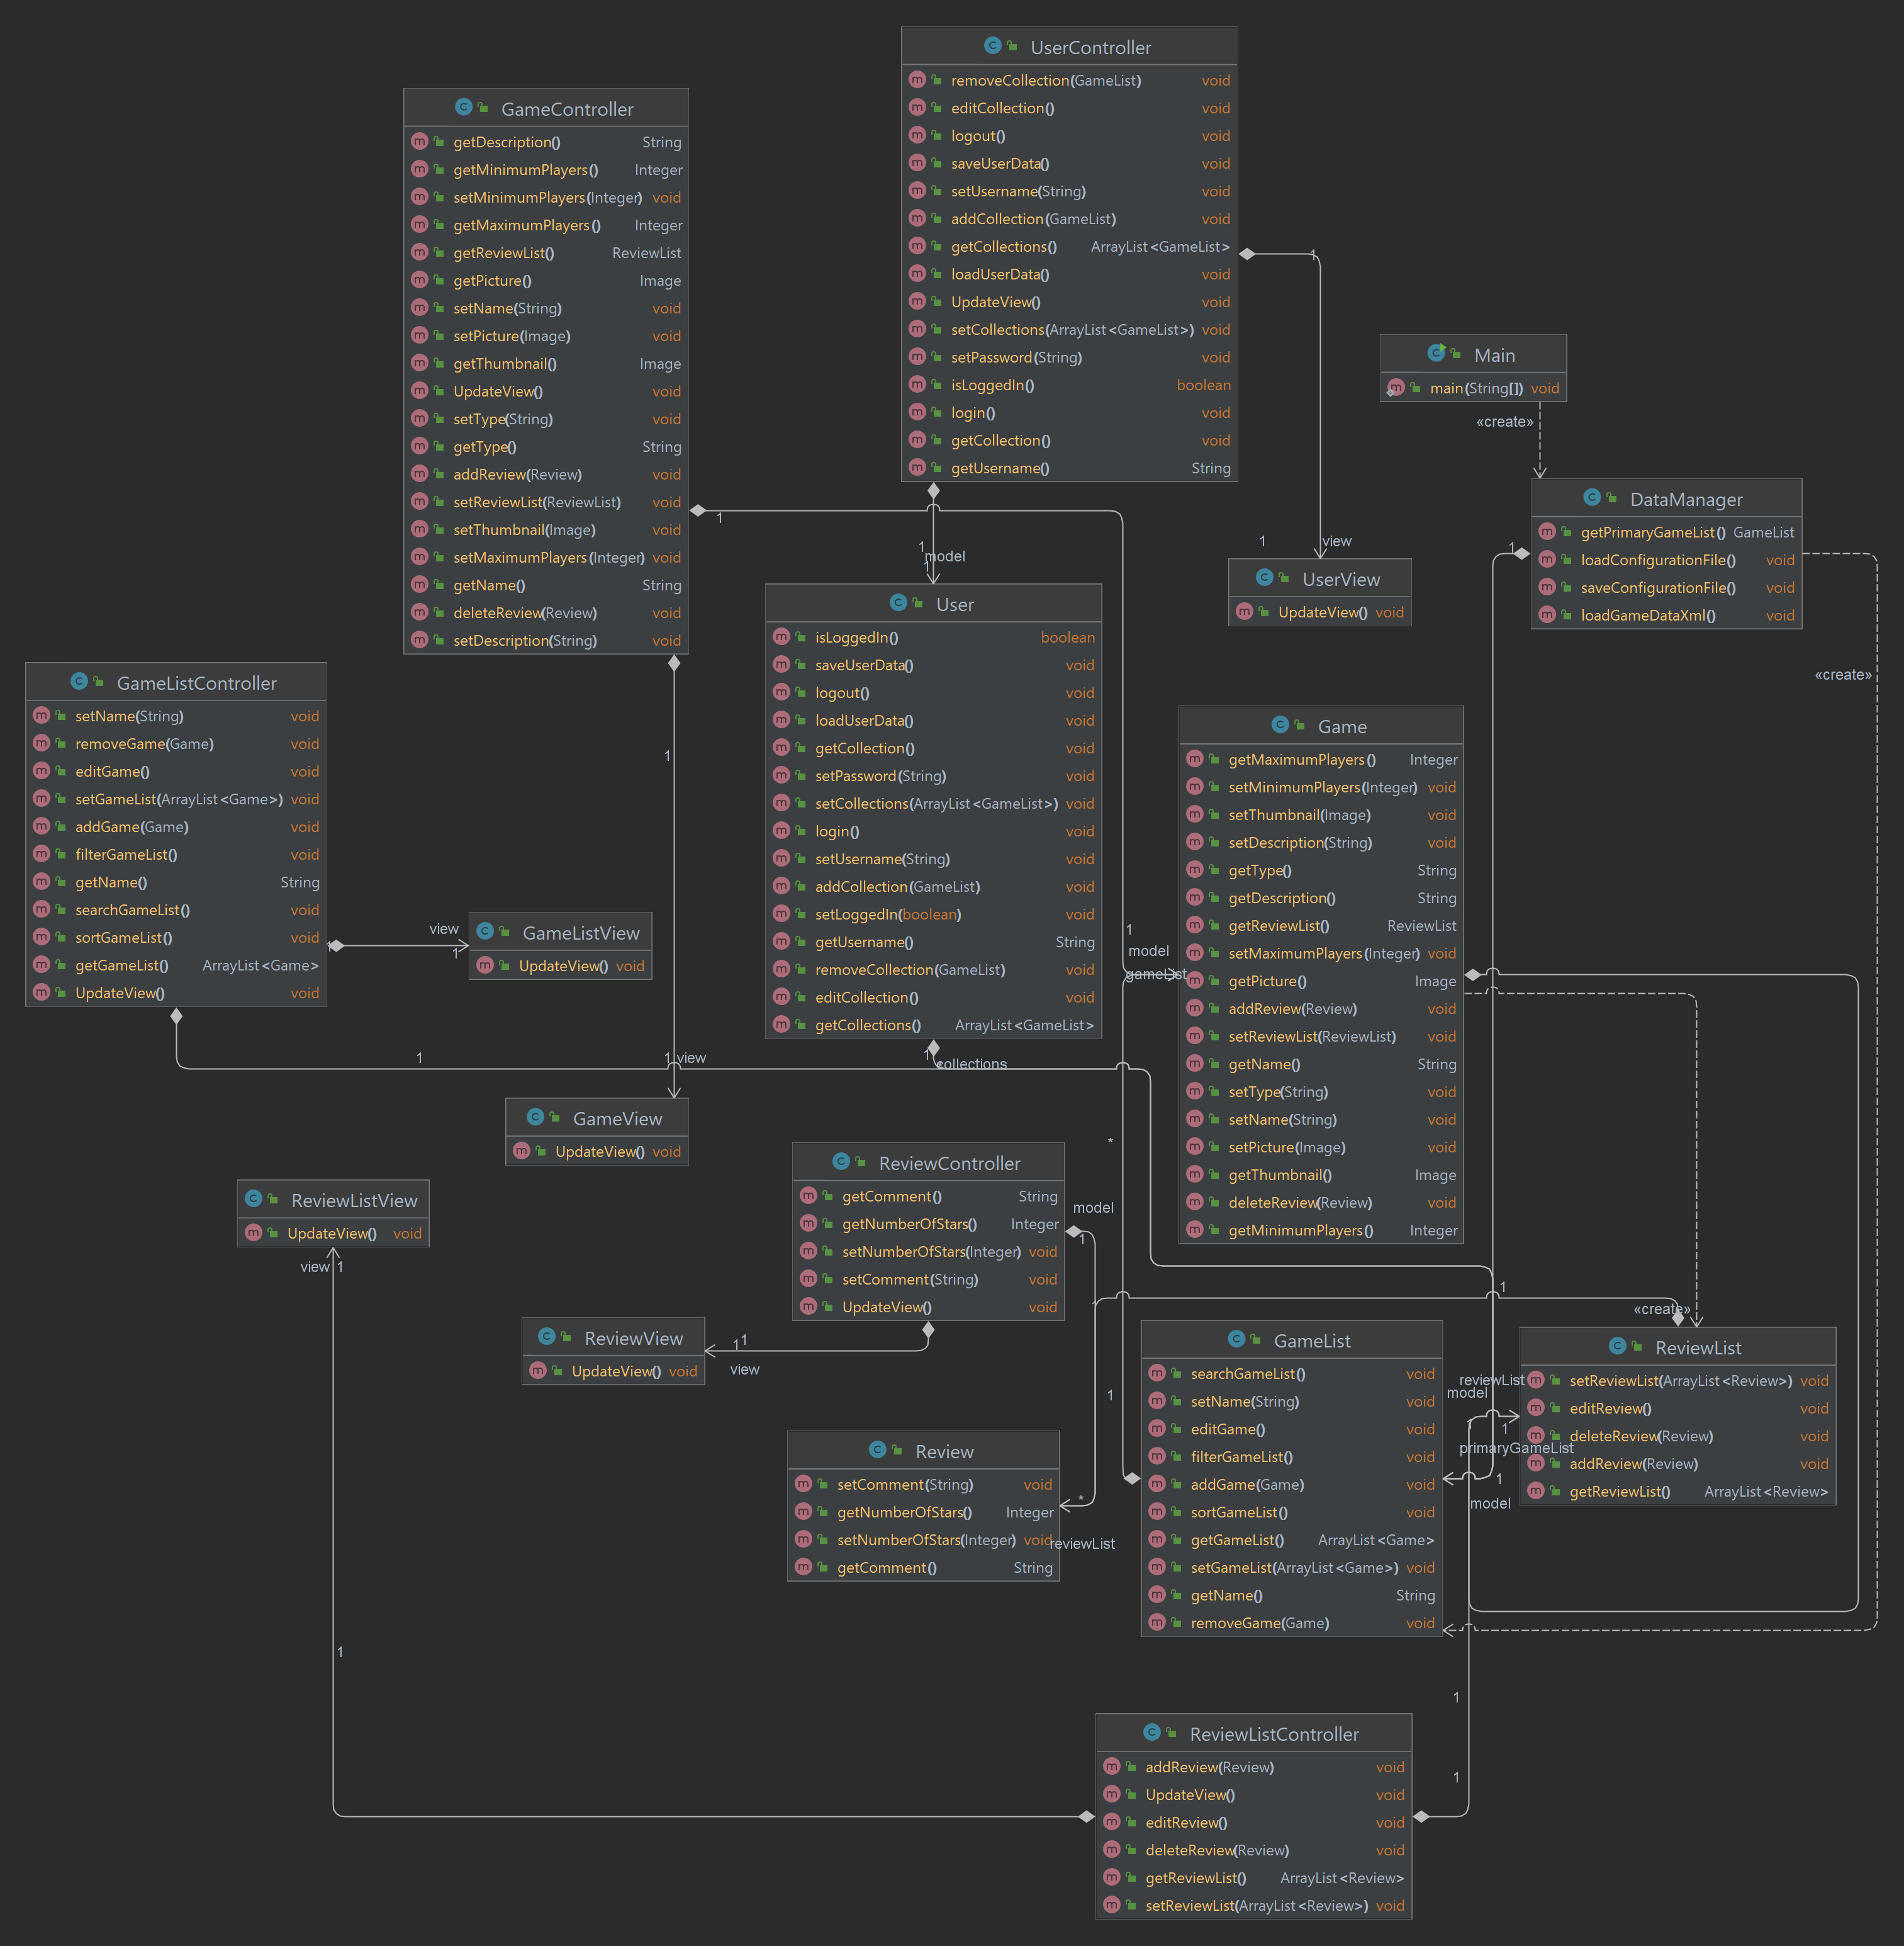 UserController
removeCollection(GameList) void
editCollection() void
logout() void
saveUserData() void
setUsername(String) void
addCollection(GameList) void
getCollections() ArrayList<GameList>
loadUserData() void
UpdateView() void
setCollections(ArrayList<GameList>) void
setPassword(String) void
isLoggedIn() boolean
login() void
getCollection() void
getUsername() String
GameController
getDescription() String
getMinimumPlayers() Integer
setMinimumPlayers(Integer) void
getMaximumPlayers() Integer
getReviewList() ReviewList
getPicture() Image
setName(String) void
setPicture(Image) void
getThumbnail() Image
UpdateView() void
setType(String) void
getType() String
addReview(Review) void
setReviewList(ReviewList) void
setThumbnail(Image) void
setMaximumPlayers(Integer) void
getName() String
deleteReview(Review) void
setDescription(String) void
1
1
Main
main(String[]) void
«create»
DataManager
getPrimaryGameList() GameList
loadConfigurationFile() void
saveConfigurationFile() void
loadGameDataXml() void
1
«create»
1
model
1
1
view
UserView
UpdateView() void
User
isLoggedIn() boolean
saveUserData() void
logout() void
loadUserData() void
getCollection() void
setPassword(String) void
setCollections(ArrayList<GameList>) void
login() void
setUsername(String) void
addCollection(GameList) void
setLoggedIn(boolean) void
getUsername() String
removeCollection(GameList) void
editCollection() void
getCollections() ArrayList<GameList>
1
collections
GameListController
setName(String) void
removeGame(Game) void
editGame() void
setGameList(ArrayList<Game>) void
addGame(Game) void
filterGameList() void
getName() String
searchGameList() void
sortGameList() void
getGameList() ArrayList<Game>
UpdateView() void
1
view
1
GameListView
UpdateView() void
1
1
1 view
GameView
UpdateView() void
Game
getMaximumPlayers() Integer
setMinimumPlayers(Integer) void
setThumbnail(Image) void
setDescription(String) void
getType() String
getDescription() String
getReviewList() ReviewList
setMaximumPlayers(Integer) void
getPicture() Image
addReview(Review) void
setReviewList(ReviewList) void
getName() String
setType(String) void
setName(String) void
setPicture(Image) void
getThumbnail() Image
deleteReview(Review) void
getMinimumPlayers() Integer
1
model
gameList
*
ReviewController
getComment() String
getNumberOfStars() Integer
setNumberOfStars(Integer) void
setComment(String) void
UpdateView() void
model
1
1
ReviewListView
UpdateView() void
view 1
ReviewView
UpdateView() void
1
1
view
1
«create»
GameList
searchGameList() void
setName(String) void
editGame() void
filterGameList() void
addGame(Game) void
sortGameList() void
getGameList() ArrayList<Game>
setGameList(ArrayList<Game>) void
getName() String
removeGame(Game) void
1
ReviewList
setReviewList(ArrayList<Review>) void
editReview() void
deleteReview(Review) void
addReview(Review) void
getReviewList() ArrayList<Review>
reviewList
model
1
1
primaryGameList
1
model
Review
setComment(String) void
getNumberOfStars() Integer
setNumberOfStars(Integer) void
getComment() String
*
reviewList
1
1
1
ReviewListController
addReview(Review) void
UpdateView() void
editReview() void
deleteReview(Review) void
getReviewList() ArrayList<Review>
setReviewList(ArrayList<Review>) void